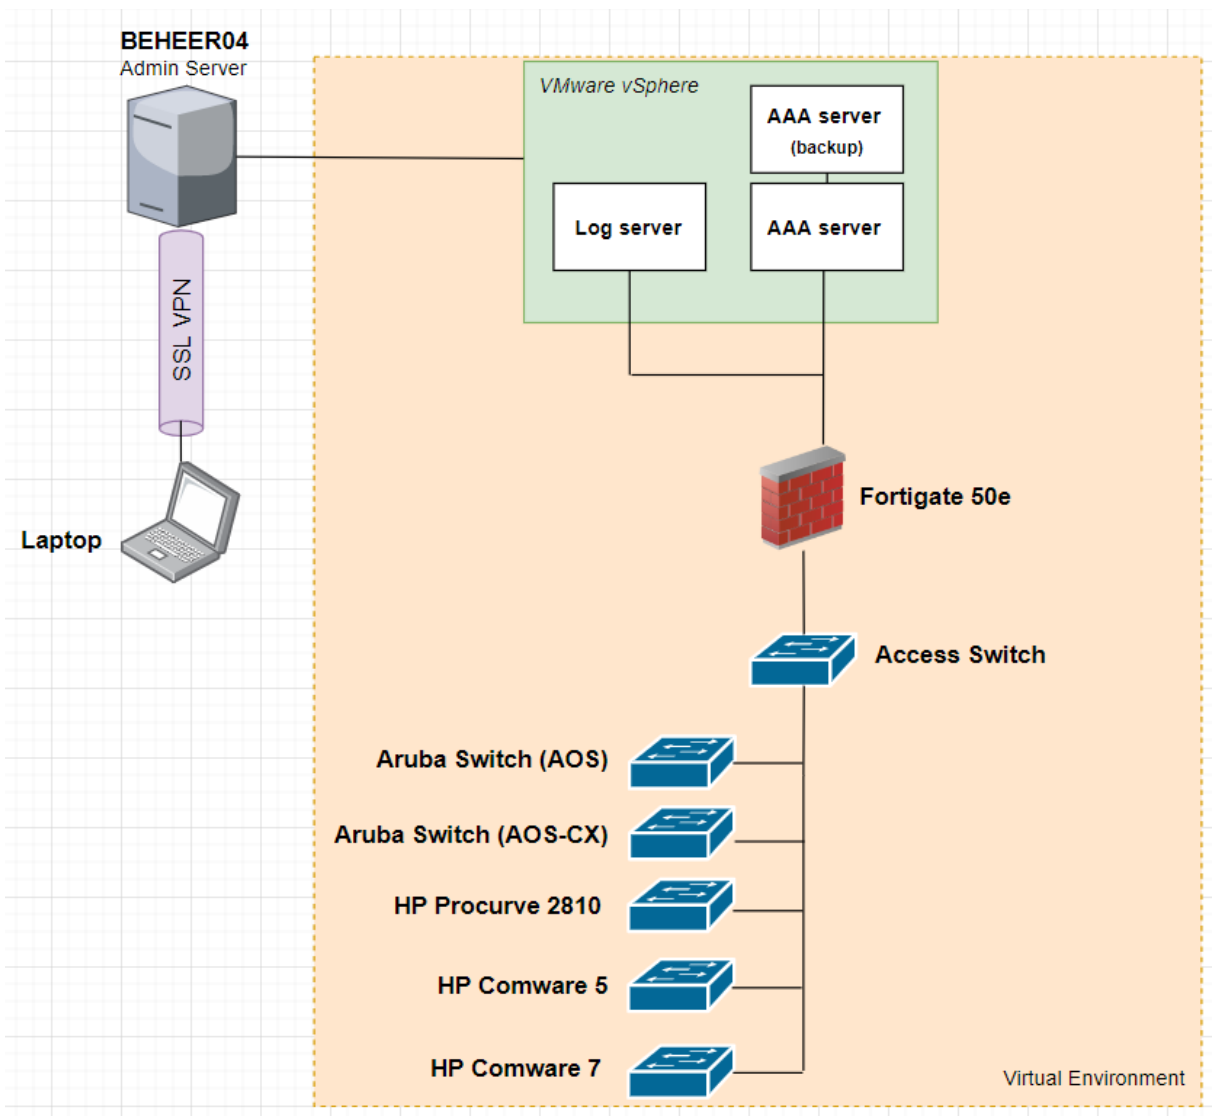 BEHEER04
Admin Server
VMware vSphere
AAA server
(backup)
Log server
AAA server
SSL VPN
Fortigate 50e
Laptop
Access Switch
Aruba Switch (AOS)
Aruba Switch (AOS-CX)
HP Procurve 2810
HP Comware 5
HP Comware 7
Virtual Environment